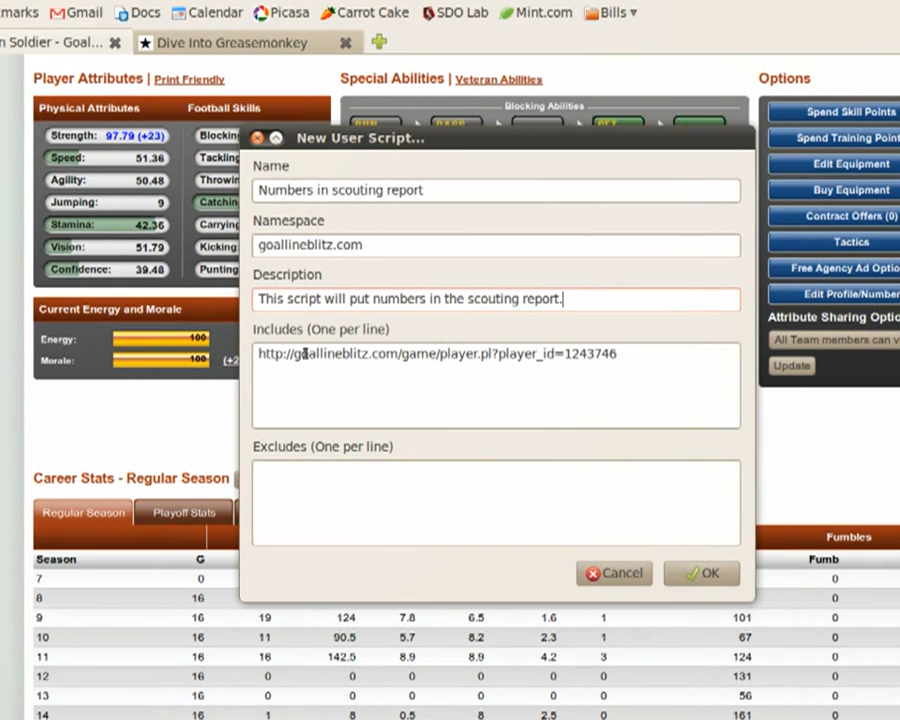 marks Gmail Docs Calendar Picasa Carrot Cake SDO Lab Mint.com Bills
n Soldier - Goal... Dive Into Greasemonkey
Player Attributes | Print Friendly
Special Abilities | Veteran Abilities
Options
Physical Attributes Football Skills
Strength: 97.79 (+23)
Speed: 51.36
Agility: 50.48
Jumping: 9
Stamina: 42.36
Vision: 51.79
Confidence: 39.48
Blocking
Tackling
Throwin
Catchin
Carrying
Kicking:
Punting
Blocking Abilities
Spend Skill Points
Spend Training Poin
Edit Equipment
Buy Equipment
Contract Offers (0)
Tactics
Free Agency Ad Optio
Edit Profile/Number
Attribute Sharing Optio
All Team members can v
Update
New User Script...
Name
Numbers in scouting report
Namespace
goallineblitz.com
Description
This script will put numbers in the scouting report.
Includes (One per line)
http://goallineblitz.com/game/player.pl?player_id=1243746
Excludes (One per line)
Cancel OK
Current Energy and Morale
Energy: 100
Morale: 100 (+2
Career Stats - Regular Season
Regular Season Playoff Stats
Fumbles
Season G Fumb
7 0 0
8 16 0
9 16 19 124 7.8 6.5 1.6 1 101 0
10 16 11 90.5 5.7 8.2 2.3 1 67 0
11 16 16 142.5 8.9 8.9 4.2 3 124 0
12 16 0 0 0 0 0 0 131 0
13 16 0 0 0 0 0 0 56 0
14 16 1 8 0.5 8 2.5 0 161 0